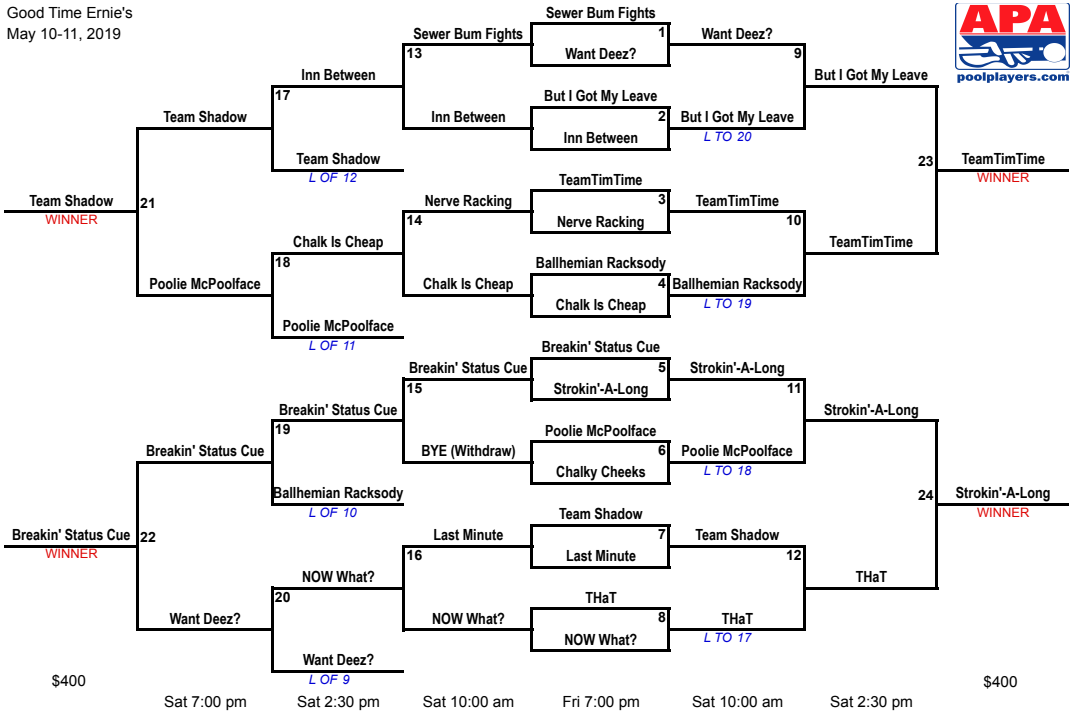 Good Time Ernie's
May 10-11, 2019
APA
poolplayers.com
Sewer Bum Fights
1
Want Deez?
Sewer Bum Fights
13
Want Deez?
9
Inn Between
17
But I Got My Leave
But I Got My Leave
2
Inn Between
Inn Between
But I Got My Leave
L TO 20
Team Shadow
Team Shadow
L OF 12
23
TeamTimTime
WINNER
TeamTimTime
3
Nerve Racking
Team Shadow
WINNER
21
Nerve Racking
14
TeamTimTime
10
Chalk Is Cheap
18
TeamTimTime
Ballhemian Racksody
4
Chalk Is Cheap
Poolie McPoolface
Chalk Is Cheap
Ballhemian Racksody
L TO 19
Poolie McPoolface
L OF 11
Breakin' Status Cue
5
Strokin'-A-Long
Breakin' Status Cue
15
Strokin'-A-Long
11
Breakin' Status Cue
19
Strokin'-A-Long
Poolie McPoolface
6
Chalky Cheeks
Breakin' Status Cue
BYE (Withdraw)
Poolie McPoolface
L TO 18
Ballhemian Racksody
L OF 10
24
Strokin'-A-Long
WINNER
Team Shadow
7
Last Minute
Breakin' Status Cue
WINNER
22
Last Minute
16
Team Shadow
12
NOW What?
20
THaT
THaT
8
NOW What?
Want Deez?
NOW What?
THaT
L TO 17
Want Deez?
L OF 9
$400
$400
Sat 7:00 pm
Sat 2:30 pm
Sat 10:00 am
Fri 7:00 pm
Sat 10:00 am
Sat 2:30 pm